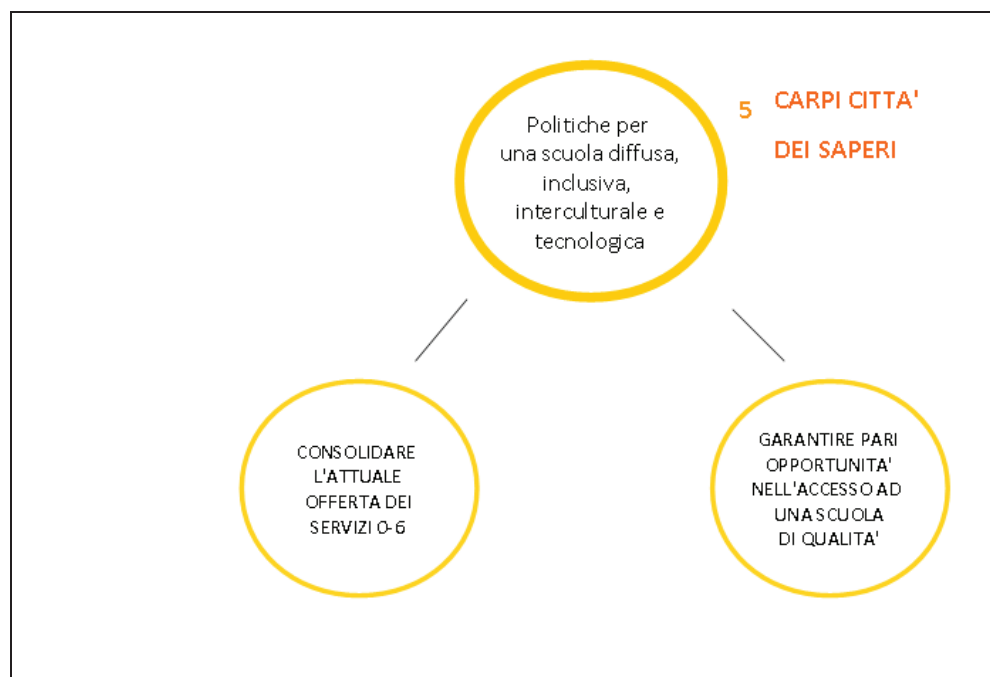 Politiche per
una scuola diffusa,
inclusiva,
interculturale e
tecnologica
5 CARPI CITTA'
DEI SAPERI
CONSOLIDARE
L'ATTUALE
OFFERTA DEI
SERVIZI 0-6
GARANTIRE PARI
OPPORTUNITA'
NELL'ACCESSO AD
UNA SCUOLA
DI QUALITA'